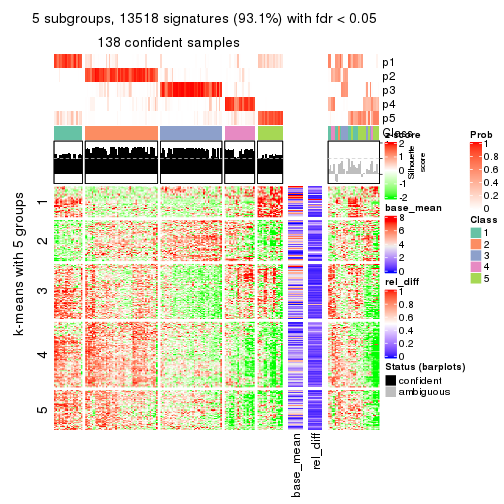 5 subgroups, 13518 signatures (93.1%) with fdr < 0.05
138 confident samples
p1
p2
p3
p4
p5
Class
Silhouette
score
k-means with 5 groups
1
2
3
4
5
base_mean
rel_diff
z-score
2
1
0
-1
-2
base_mean
8
6
4
2
0
rel_diff
1
0.8
0.6
0.4
0.2
0
Status (barplots)
confident
ambiguous
Prob
1
0.8
0.6
0.4
0.2
0
Class
1
2
3
4
5